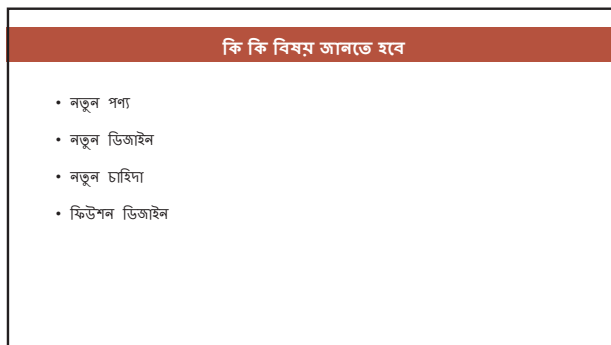 কি কি বিষয় জানতে হবে
• নতুন পণ্য
• নতুন ডিজাইন
• নতুন চাহিদা
• ফিউশন ডিজাইন